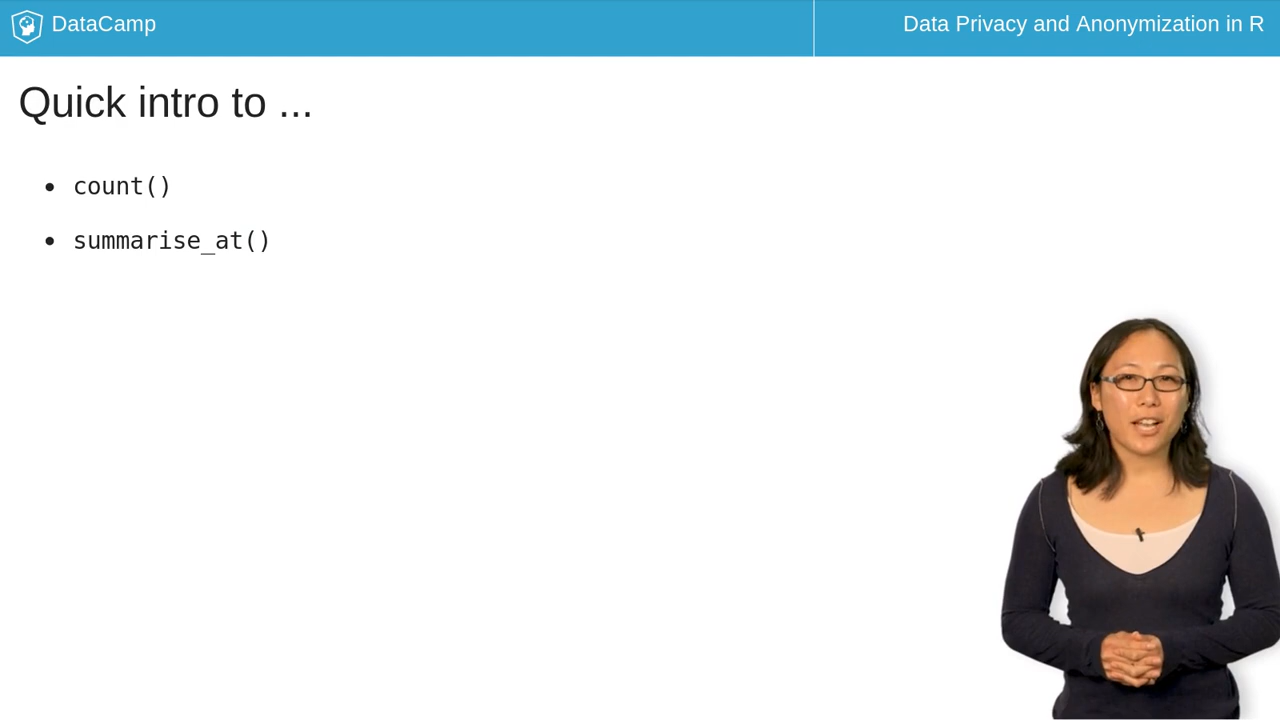 DataCamp
Data Privacy and Anonymization in R
Quick intro to ...
count()
summarise_at()